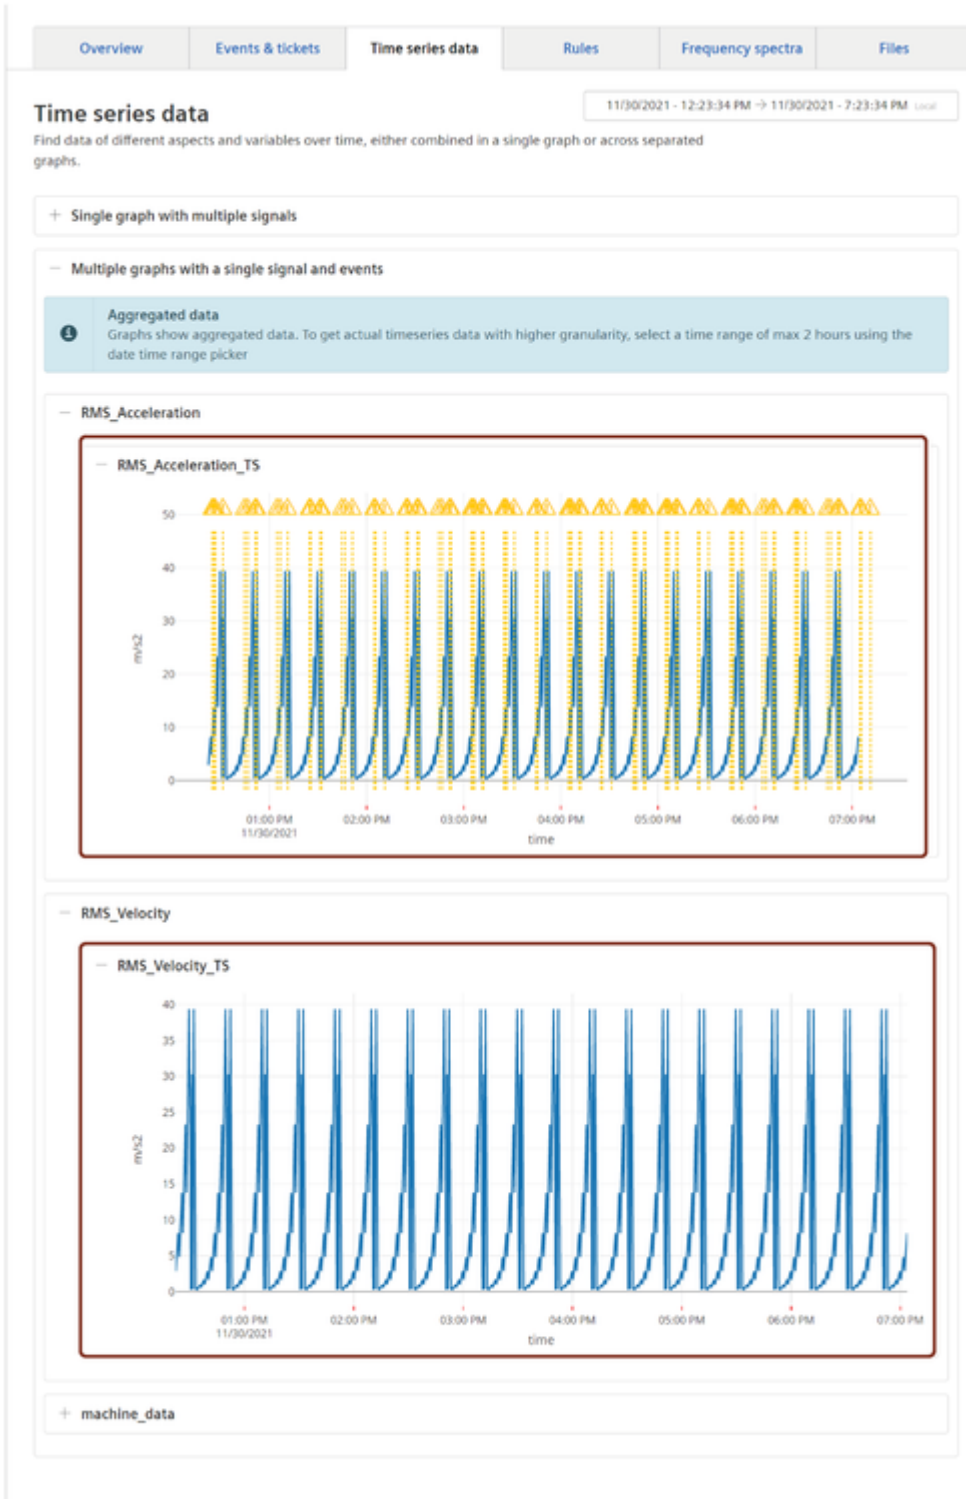 Overview Events & tickets Time series data Rules Frequency spectra Files
Time series data
11/30/2021 - 12:23:34 PM → 11/30/2021 - 7:23:34 PM Local
Find data of different aspects and variables over time, either combined in a single graph or across separated
graphs.
+ Single graph with multiple signals
— Multiple graphs with a single signal and events
Aggregated data
Graphs show aggregated data. To get actual timeseries data with higher granularity, select a time range of max 2 hours using the
date time range picker
— RMS_Acceleration
— RMS_Acceleration_TS
50
40
30
20
10
0
m/s2
01:00 PM 02:00 PM 03:00 PM 04:00 PM 05:00 PM 06:00 PM 07:00 PM
11/30/2021
time
— RMS_Velocity
— RMS_Velocity_TS
40
35
30
25
20
15
10
5
0
m/s2
01:00 PM 02:00 PM 03:00 PM 04:00 PM 05:00 PM 06:00 PM 07:00 PM
11/30/2021
time
+ machine_data